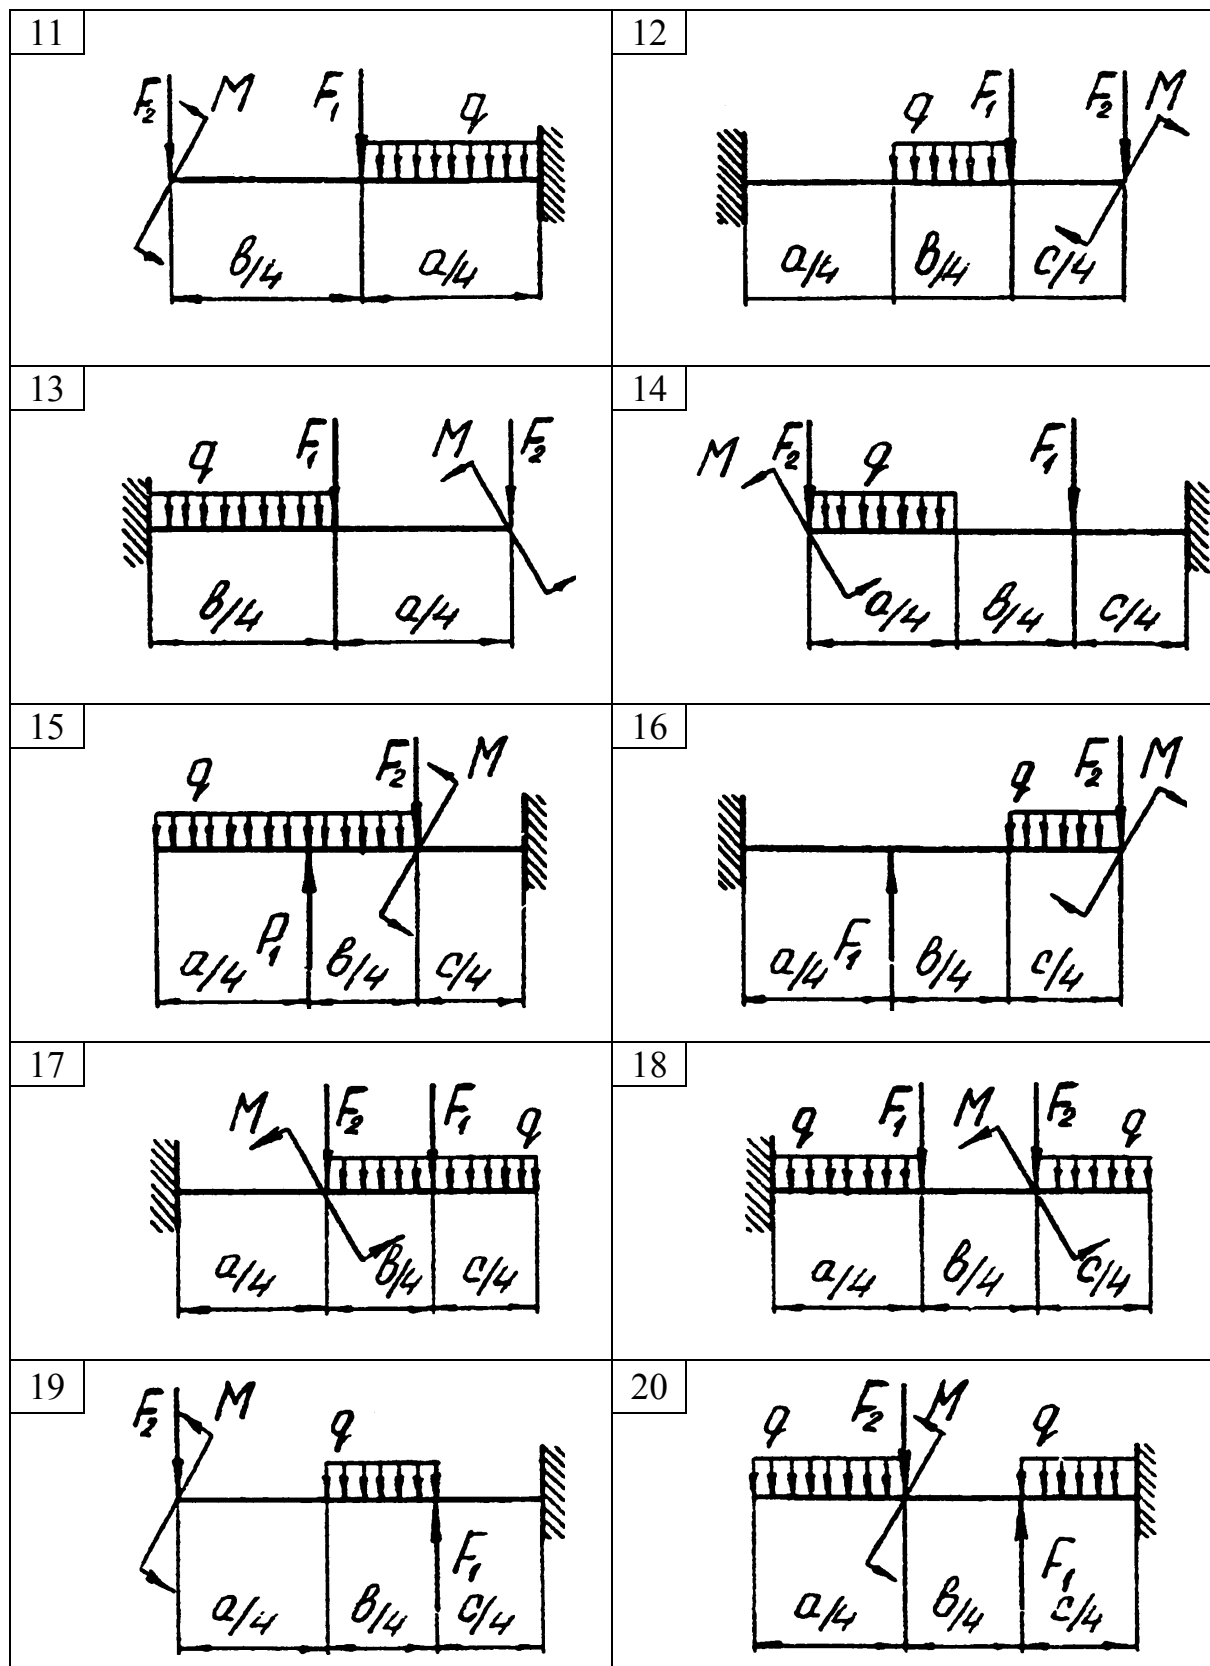 11
F₂ M F₁ q
в/4 a/4
12
q F₁ F₂ M
a/4 в/4 c/4
13
q F₁ M F₂
в/4 a/4
14
M F₂ q F₁
a/4 в/4 c/4
15
q F₂ M
a/4 P₁ в/4 c/4
16
q F₂ M
a/4 F₁ в/4 c/4
17
M F₂ F₁ q
a/4 в/4 c/4
18
q F₁ M F₂ q
a/4 в/4 c/4
19
F₂ M q
F₁
a/4 в/4 c/4
20
q F₂ M q
F₁
a/4 в/4 c/4